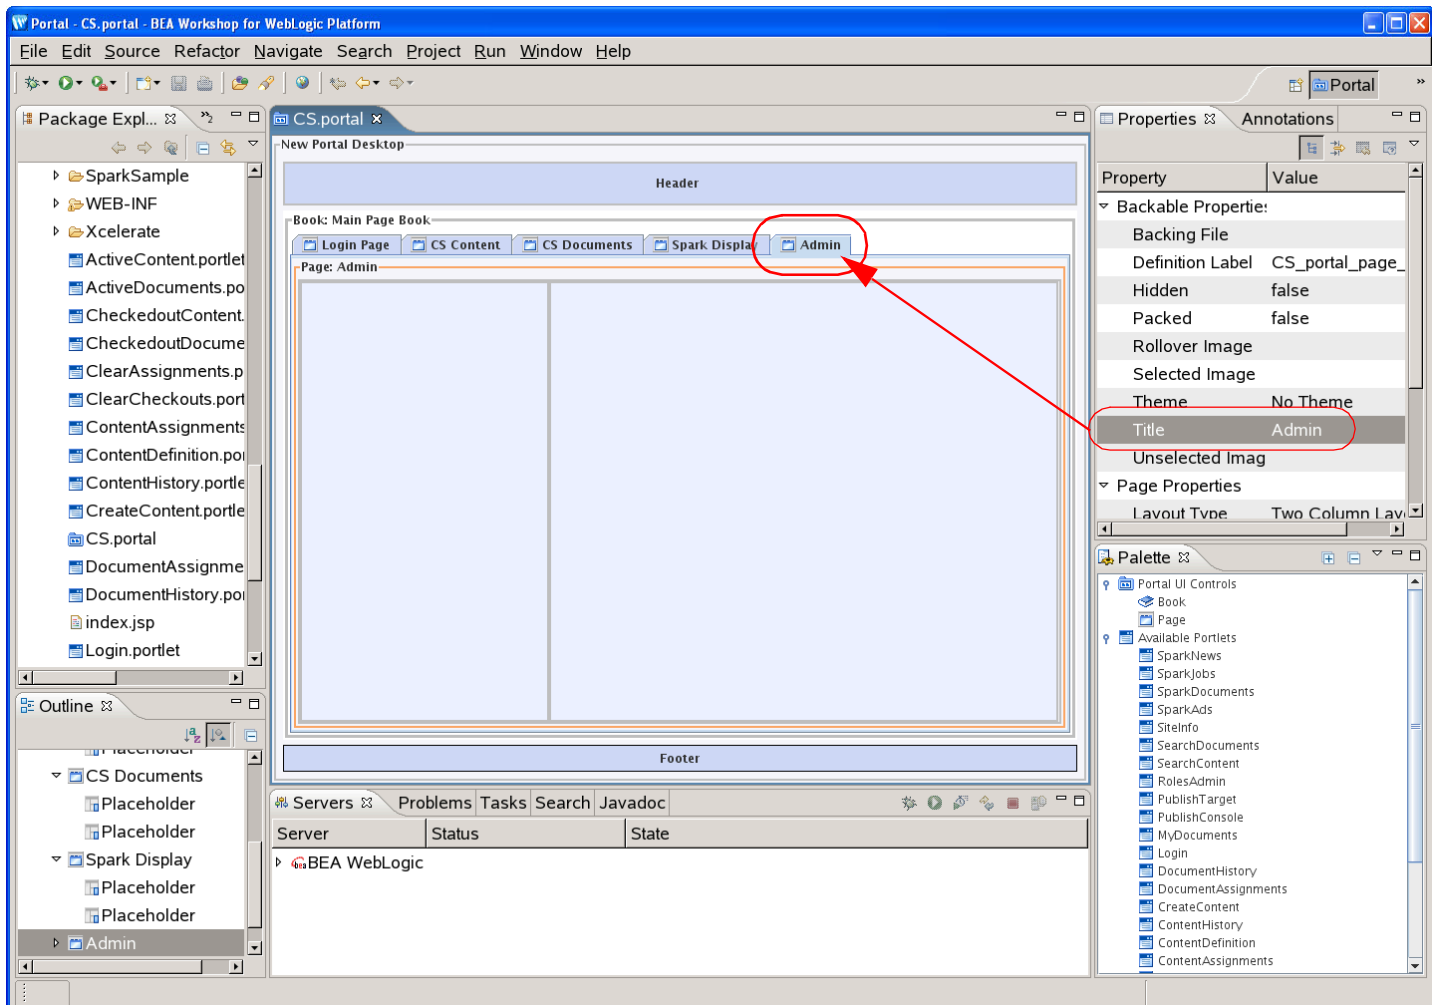 Portal - CS.portal - BEA Workshop for WebLogic Platform
File Edit Source Refactor Navigate Search Project Run Window Help
Portal
»
Package Expl... »2
SparkSample
WEB-INF
Xcelerate
ActiveContent.portlet
ActiveDocuments.po
CheckedoutContent.
CheckedoutDocume
ClearAssignments.p
ClearCheckouts.port
ContentAssignments
ContentDefinition.po
ContentHistory.portle
CreateContent.portle
CS.portal
DocumentAssignme
DocumentHistory.po
index.jsp
Login.portlet
Outline
Placeholder
CS Documents
Placeholder
Placeholder
Spark Display
Placeholder
Placeholder
Admin
CS.portal
New Portal Desktop
Header
Book: Main Page Book
Login Page CS Content CS Documents Spark Display Admin
Page: Admin
Footer
Servers Problems Tasks Search Javadoc
Server Status State
bea BEA WebLogic
Properties Annotations
Property Value
Backable Propertie
Backing File
Definition Label CS_portal_page_
Hidden false
Packed false
Rollover Image
Selected Image
Theme No Theme
Title Admin
Unselected Imag
Page Properties
Layout Type Two Column Lay
Palette
Portal UI Controls
Book
Page
Available Portlets
SparkNews
SparkJobs
SparkDocuments
SparkAds
SiteInfo
SearchDocuments
SearchContent
RolesAdmin
PublishTarget
PublishConsole
MyDocuments
Login
DocumentHistory
DocumentAssignments
CreateContent
ContentHistory
ContentDefinition
ContentAssignments